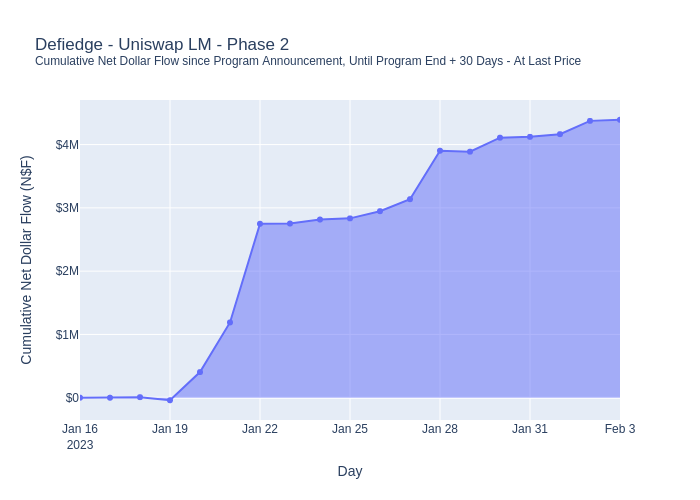 Defiedge - Uniswap LM - Phase 2
Cumulative Net Dollar Flow since Program Announcement, Until Program End + 30 Days - At Last Price
Cumulative Net Dollar Flow (N$F)
$4M
$3M
$2M
$1M
$0
Jan 16
2023
Jan 19
Jan 22
Jan 25
Jan 28
Jan 31
Feb 3
Day